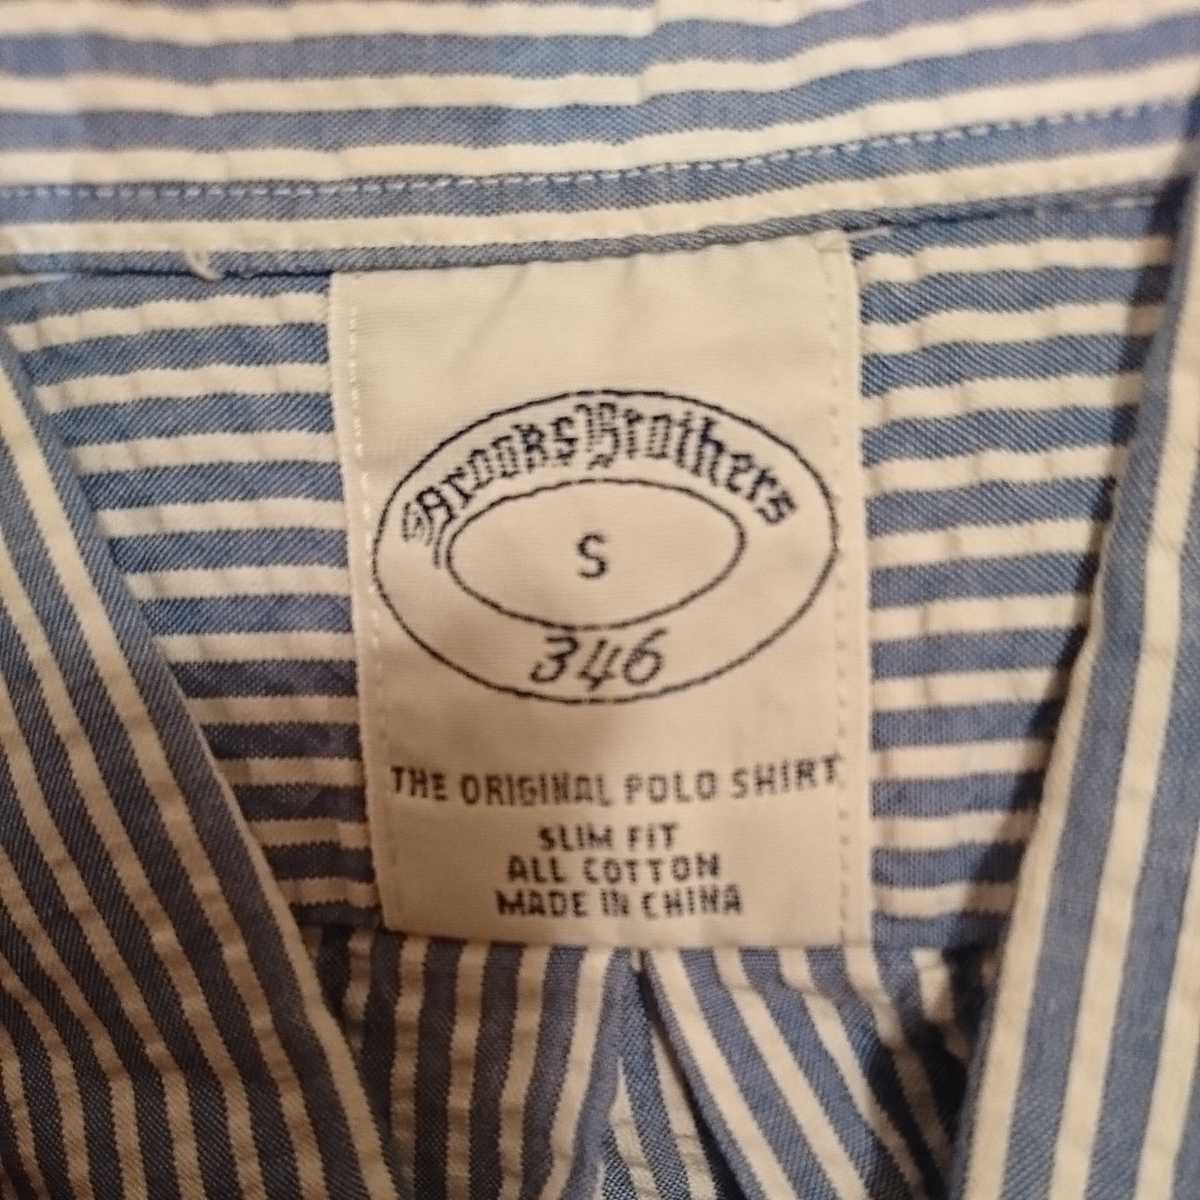 Brooks Brothers
S
346
THE ORIGINAL POLO SHIRT
SLIM FIT
ALL COTTON
MADE IN CHINA